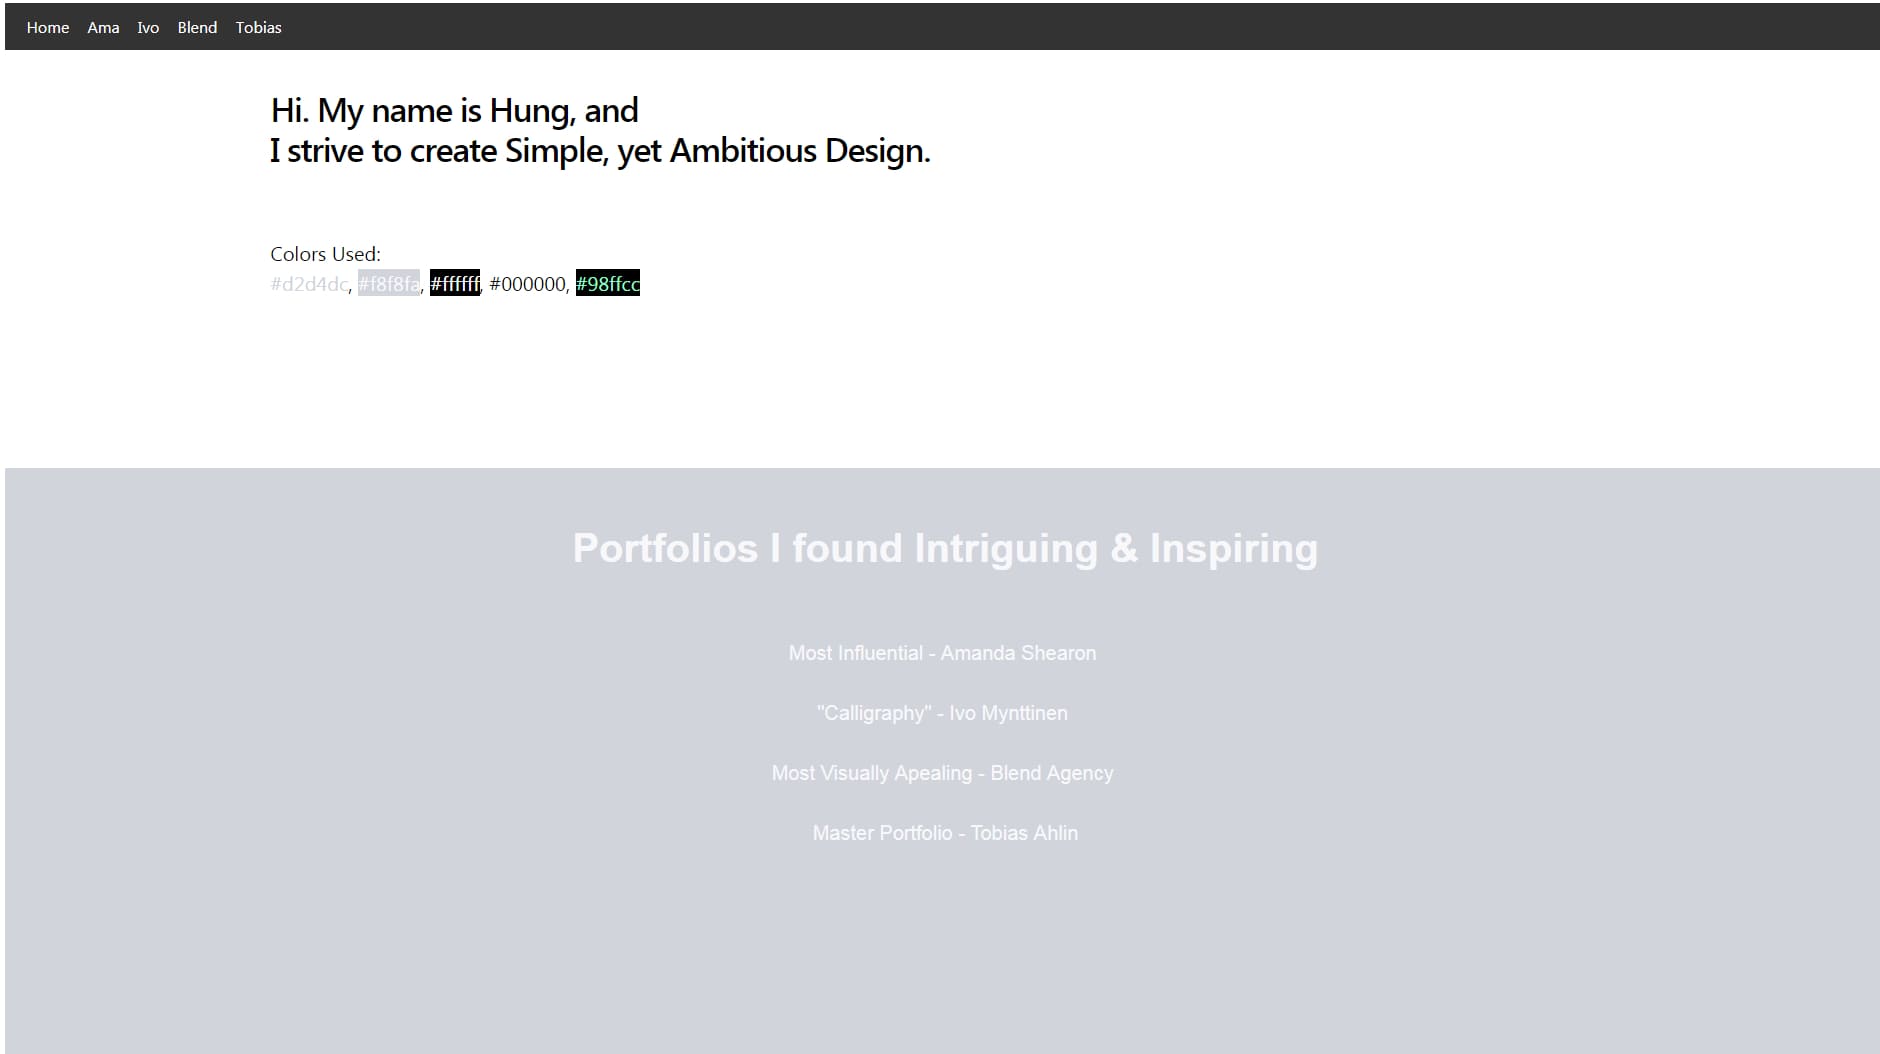 Home Ama Ivo Blend Tobias
Hi. My name is Hung, and
I strive to create Simple, yet Ambitious Design.
Colors Used:
#d2d4dc, #f8f8fa, #ffffff, #000000, #98ffcc
Portfolios I found Intriguing & Inspiring
Most Influential - Amanda Shearon
"Calligraphy" - Ivo Mynttinen
Most Visually Apealing - Blend Agency
Master Portfolio - Tobias Ahlin